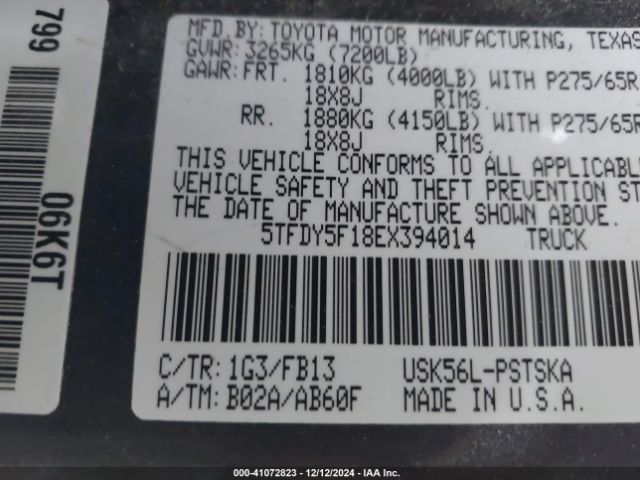 MFD.BY: TOYOTA MOTOR MANUFACTURING, TEXAS
GVWR: 3265KG (7200LB)
GAWR: FRT. 1810KG (4000LB) WITH P275/65R
18X8J RIMS.
RR. 1880KG (4150LB) WITH P275/65R
18X8J RIMS.
THIS VEHICLE CONFORMS TO ALL APPLICABL
VEHICLE SAFETY AND THEFT PREVENTION ST
THE DATE OF MANUFACTURE SHOWN ABOVE.
5TFDY5F18EX394014 TRUCK
C/TR: 1G3/FB13 USK56L-PSTSKA
A/TM: B02A/AB60F MADE IN U.S.A.
799
06K6T
000-41072823 - 12/12/2024 - IAA Inc.